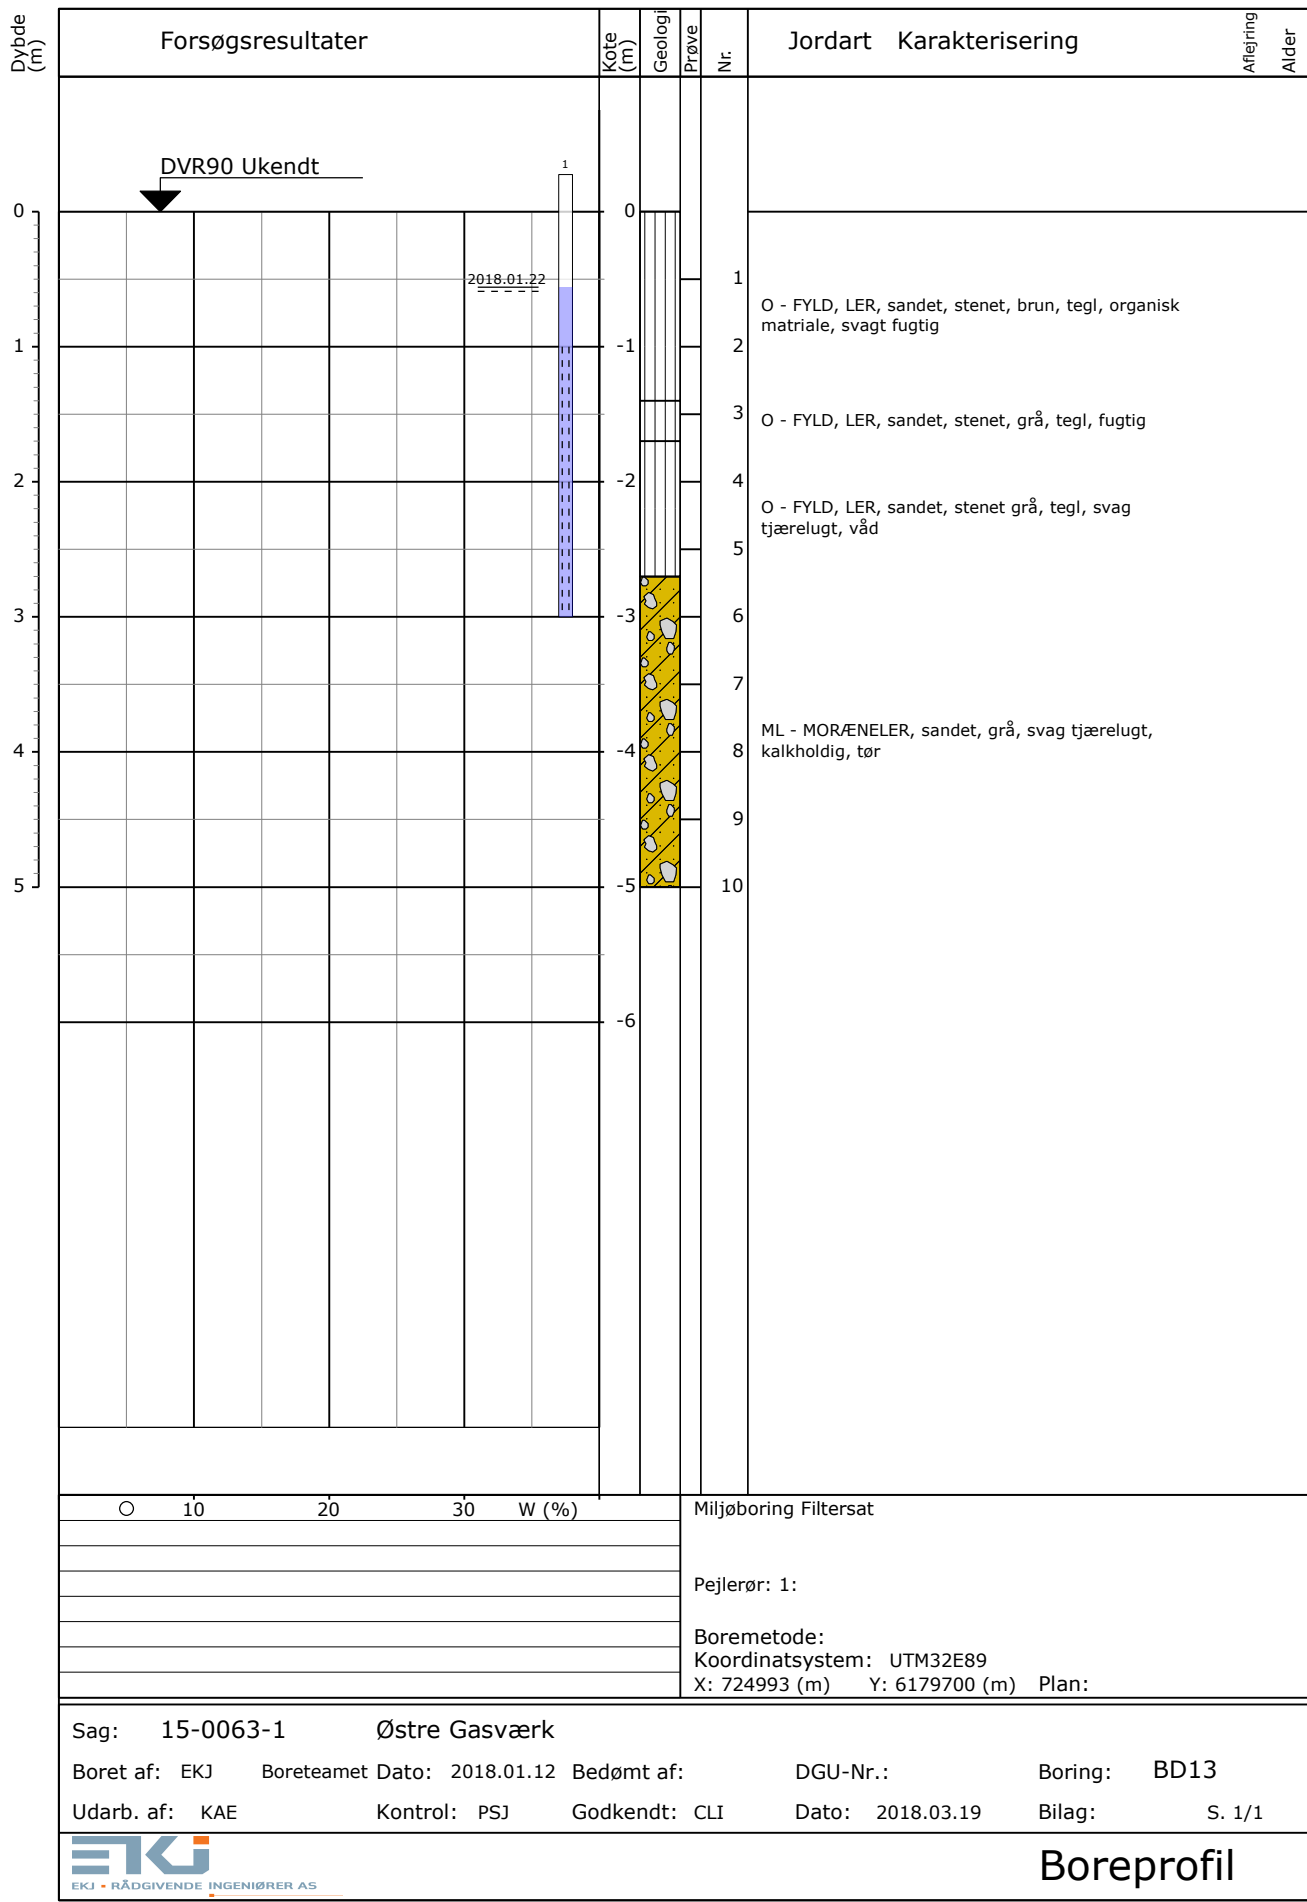 Dybde (m)
Forsøgsresultater
Kote (m)
Geologi
Prøve
Nr.
Jordart Karakterisering
Aflejring
Alder
DVR90 Ukendt
1
0
0
2018.01.22
1
O - FYLD, LER, sandet, stenet, brun, tegl, organisk
matriale, svagt fugtig
1
-1
2
3
O - FYLD, LER, sandet, stenet, grå, tegl, fugtig
2
-2
4
O - FYLD, LER, sandet, stenet grå, tegl, svag
tjærelugt, våd
5
3
-3
6
7
ML - MORÆNELER, sandet, grå, svag tjærelugt,
kalkholdig, tør
4
-4
8
9
5
-5
10
-6
10 20 30 W (%)
Miljøboring Filtersat
Pejlerør: 1:
Boremetode:
Koordinatsystem: UTM32E89
X: 724993 (m) Y: 6179700 (m) Plan:
Sag: 15-0063-1 Østre Gasværk
Boret af: EKJ Boreteamet Dato: 2018.01.12 Bedømt af: DGU-Nr.: Boring: BD13
Udarb. af: KAE Kontrol: PSJ Godkendt: CLI Dato: 2018.03.19 Bilag: S. 1/1
EKJ
EKJ - RÅDGIVENDE INGENIØRER AS
Boreprofil